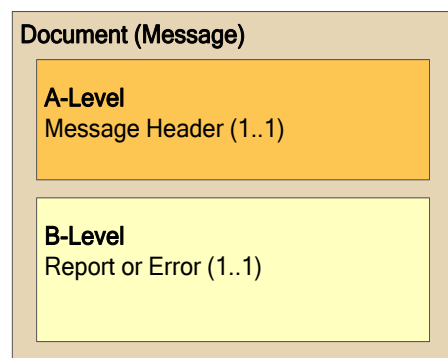 Document (Message)
A-Level
Message Header (1..1)
B-Level
Report or Error (1..1)